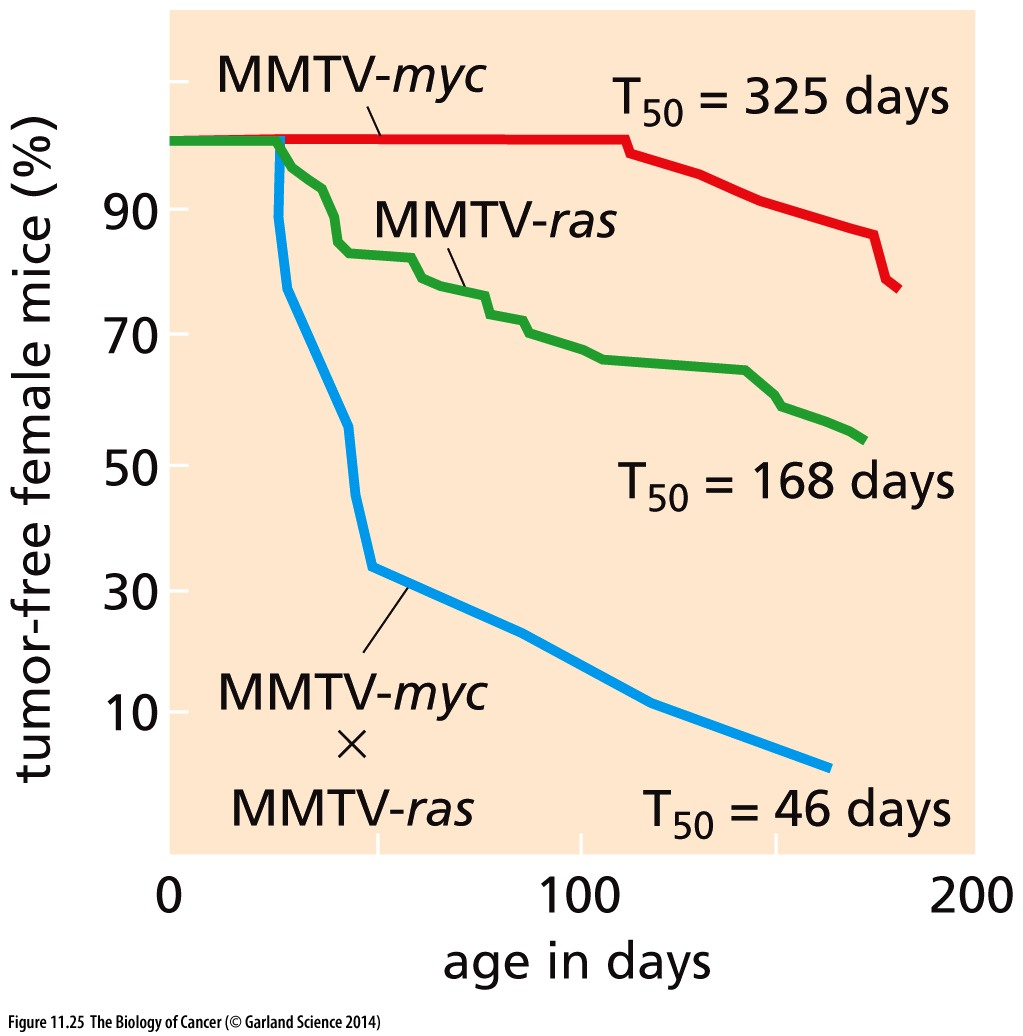 MMTV-myc
T50 = 325 days
MMTV-ras
T50 = 168 days
MMTV-myc
×
MMTV-ras
T50 = 46 days
tumor-free female mice (%)
90
70
50
30
10
0
100
200
age in days
Figure 11.25 The Biology of Cancer (© Garland Science 2014)